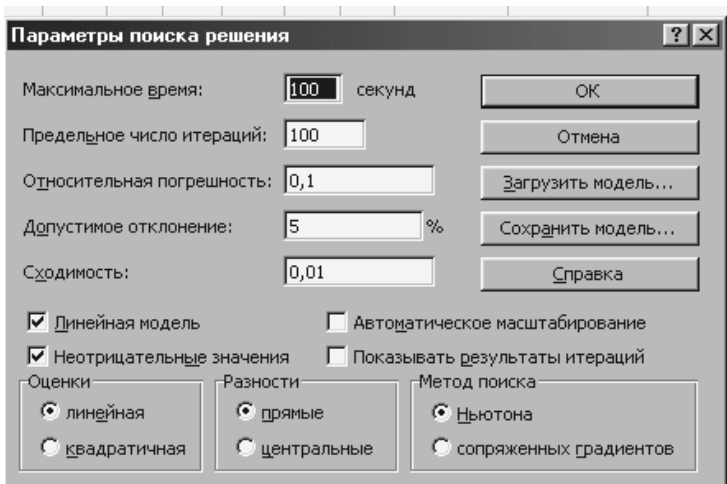 Параметры поиска решения
Максимальное время: 100 секунд
OK
Предельное число итераций: 100
Отмена
Относительная погрешность: 0,1
Загрузить модель...
Допустимое отклонение: 5 %
Сохранить модель...
Сходимость: 0,01
Справка
Линейная модель
Автоматическое масштабирование
Неотрицательные значения
Показывать результаты итераций
Оценки
Разности
Метод поиска
линейная
прямые
Ньютона
квадратичная
центральные
сопряженных градиентов